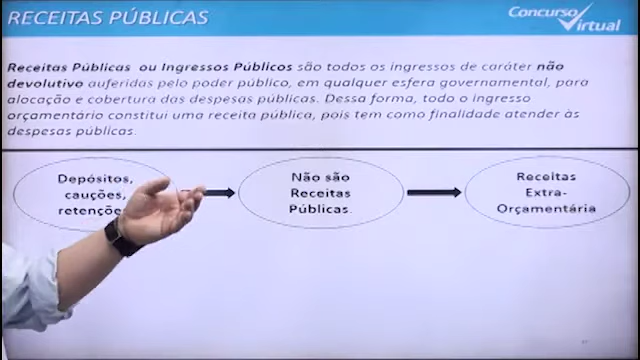 RECEITAS PÚBLICAS
Concurso
Virtual
Receitas Públicas ou Ingressos Públicos são todos os ingressos de caráter não
devolutivo auferidas pelo poder público, em qualquer esfera governamental, para
alocação e cobertura das despesas públicas. Dessa forma, todo o ingresso
orçamentário constitui uma receita pública, pois tem como finalidade atender às
despesas públicas.
Depósitos,
cauções,
Não são
Receitas
Públicas.
Receitas
Extra-
Orçamentária